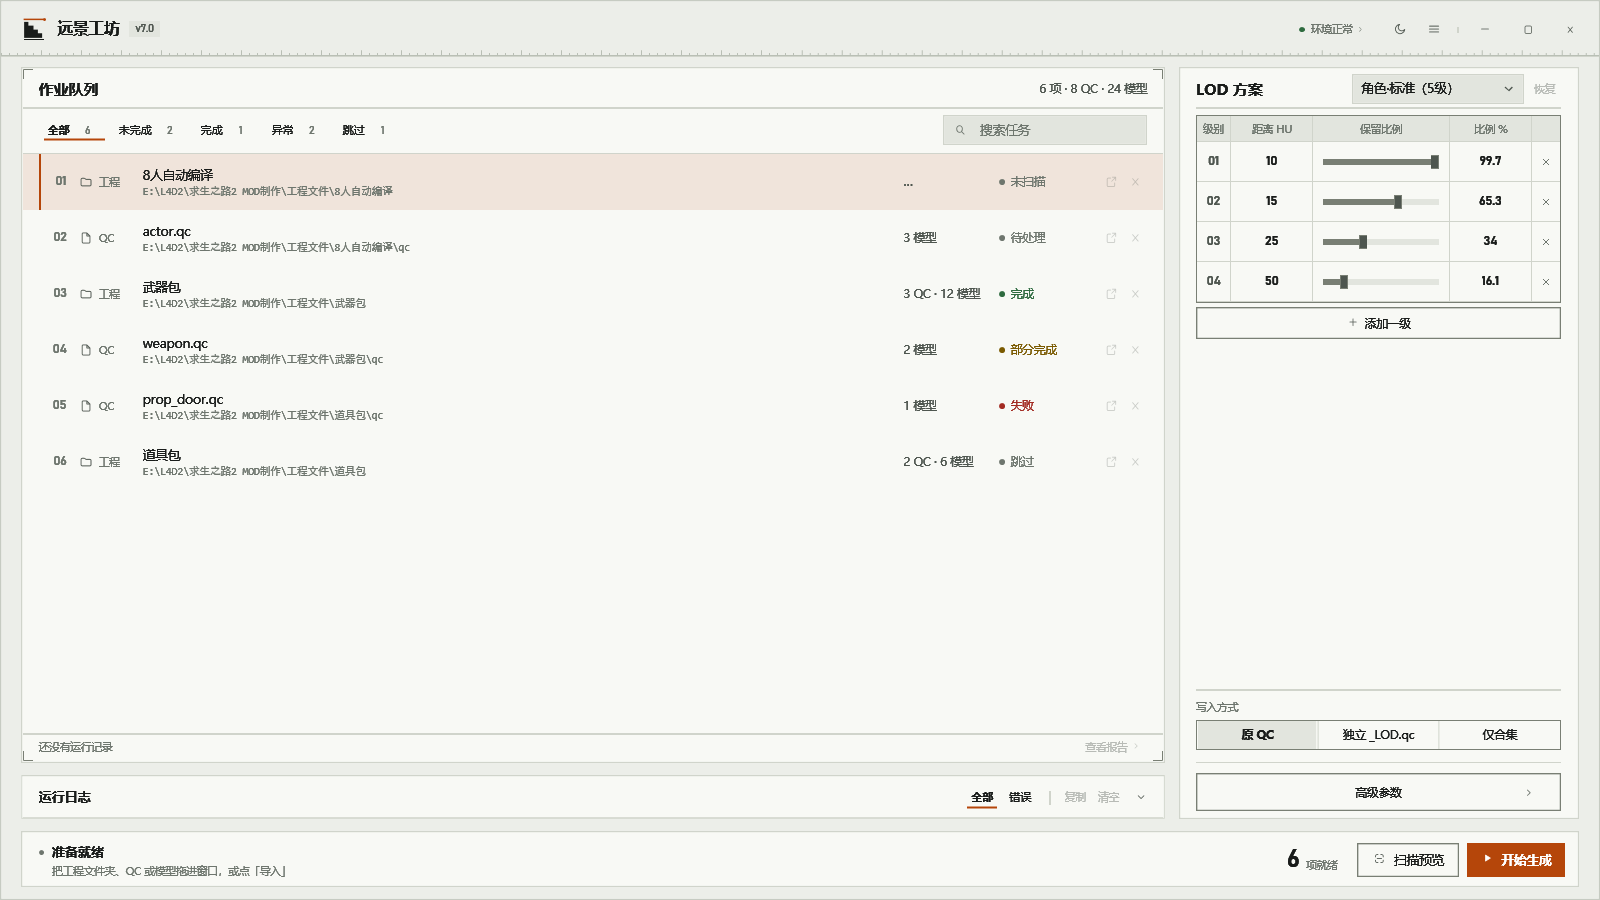 远景工坊 v7.0
环境正常
作业队列
6 项 · 8 QC · 24 模型
全部 6 未完成 2 完成 1 异常 2 跳过 1
搜索任务
01 工程 8人自动编译 ... 未扫描
E:\L4D2\求生之路2 MOD制作\工程文件\8人自动编译
02 QC actor.qc 3 模型 待处理
E:\L4D2\求生之路2 MOD制作\工程文件\8人自动编译\qc
03 工程 武器包 3 QC · 12 模型 完成
E:\L4D2\求生之路2 MOD制作\工程文件\武器包
04 QC weapon.qc 2 模型 部分完成
E:\L4D2\求生之路2 MOD制作\工程文件\武器包\qc
05 QC prop_door.qc 1 模型 失败
E:\L4D2\求生之路2 MOD制作\工程文件\道具包\qc
06 工程 道具包 2 QC · 6 模型 跳过
E:\L4D2\求生之路2 MOD制作\工程文件\道具包
还没有运行记录 查看报告
LOD 方案 角色·标准（5级） 恢复
级别 距离 HU 保留比例 比例 %
01 10 99.7
02 15 65.3
03 25 34
04 50 16.1
+ 添加一级
写入方式
原 QC 独立 _LOD.qc 仅合集
高级参数
运行日志 全部 错误 复制 清空
准备就绪
把工程文件夹、QC 或模型拖进窗口，或点「导入」
6 项就绪 扫描预览 开始生成